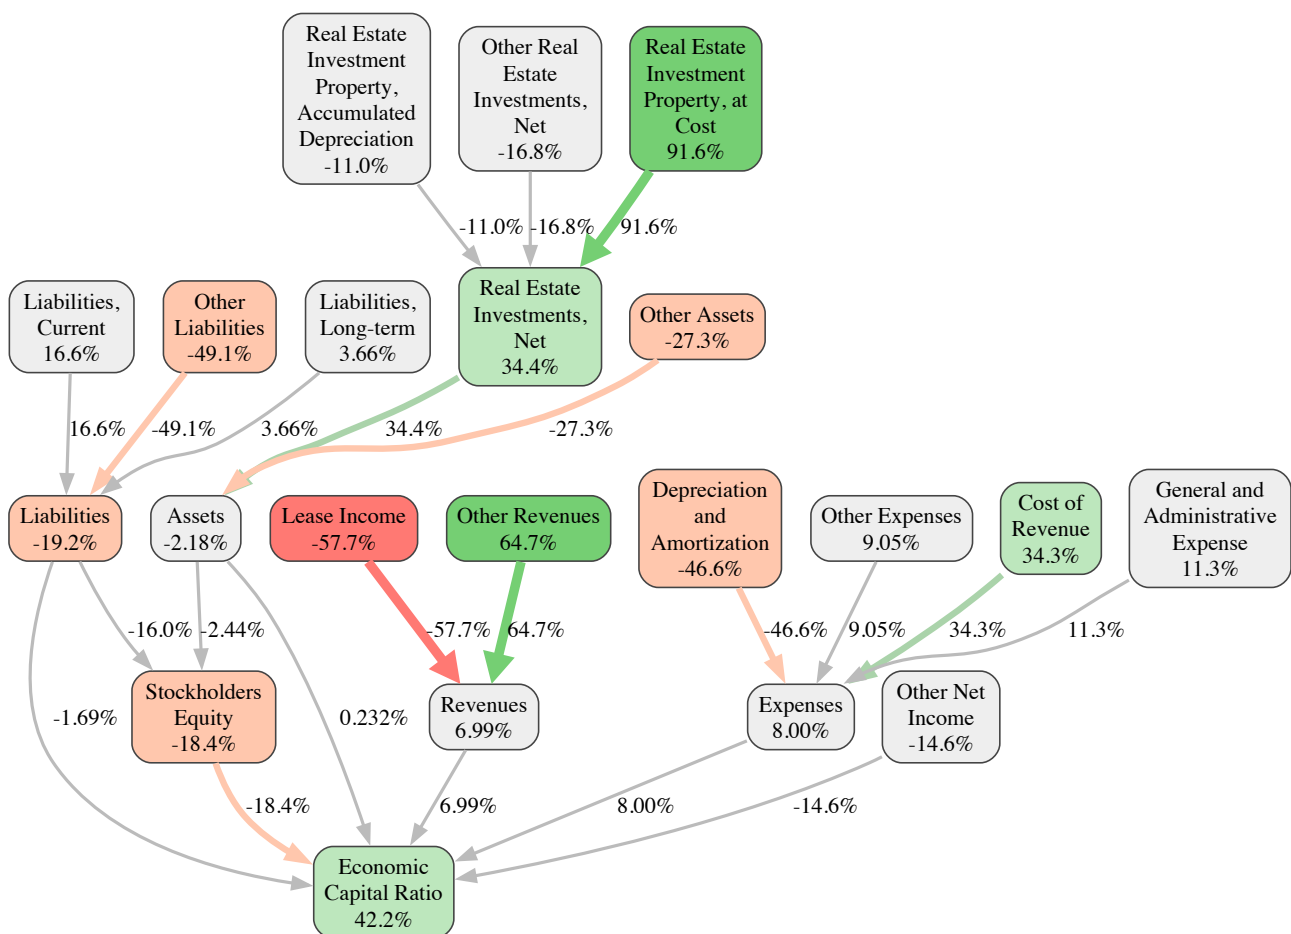 Real Estate
Investment
Property,
Accumulated
Depreciation
-11.0%
Other Real
Estate
Investments,
Net
-16.8%
Real Estate
Investment
Property, at
Cost
91.6%
-11.0%
-16.8%
91.6%
Liabilities,
Current
16.6%
Other
Liabilities
-49.1%
Liabilities,
Long-term
3.66%
Real Estate
Investments,
Net
34.4%
Other Assets
-27.3%
16.6%
-49.1%
3.66%
34.4%
-27.3%
Liabilities
-19.2%
Assets
-2.18%
Lease Income
-57.7%
Other Revenues
64.7%
Depreciation
and
Amortization
-46.6%
Other Expenses
9.05%
Cost of
Revenue
34.3%
General and
Administrative
Expense
11.3%
-16.0%
-2.44%
-57.7%
64.7%
-46.6%
9.05%
34.3%
11.3%
-1.69%
Stockholders
Equity
-18.4%
0.232%
Revenues
6.99%
Expenses
8.00%
Other Net
Income
-14.6%
-18.4%
6.99%
8.00%
-14.6%
Economic
Capital Ratio
42.2%